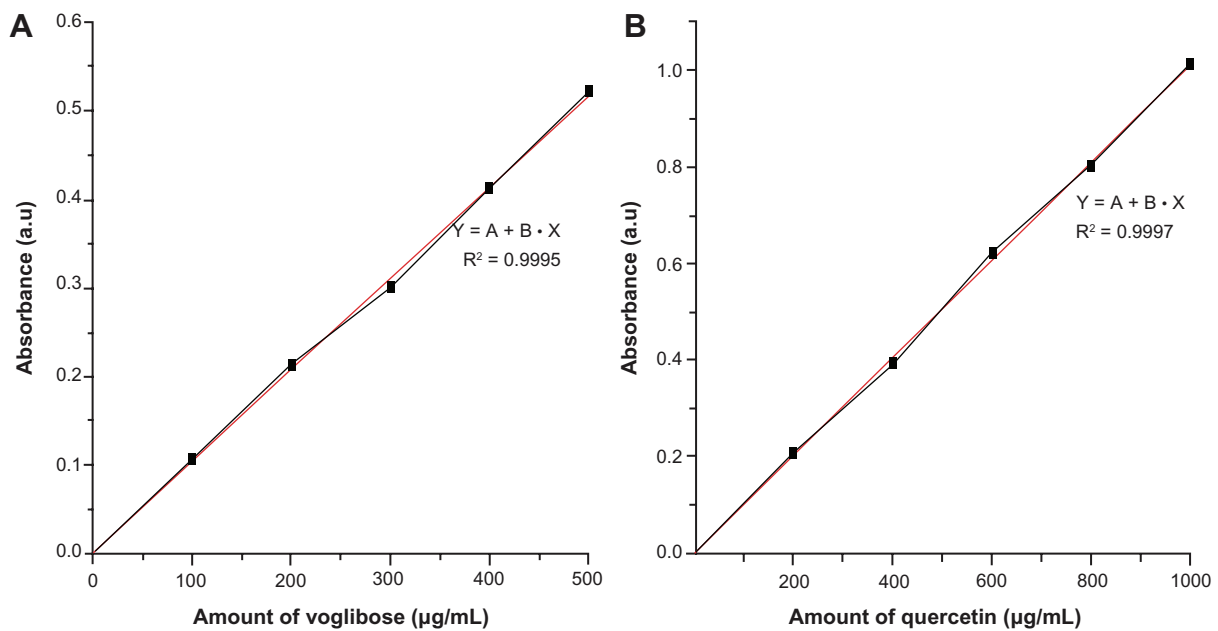 A
0.6
0.5
0.4
0.3
0.2
0.1
0.0
Absorbance (a.u)
Y = A + B • X
R² = 0.9995
0 100 200 300 400 500
Amount of voglibose (µg/mL)
B
1.0
0.8
0.6
0.4
0.2
0.0
Absorbance (a.u)
Y = A + B • X
R² = 0.9997
200 400 600 800 1000
Amount of quercetin (µg/mL)